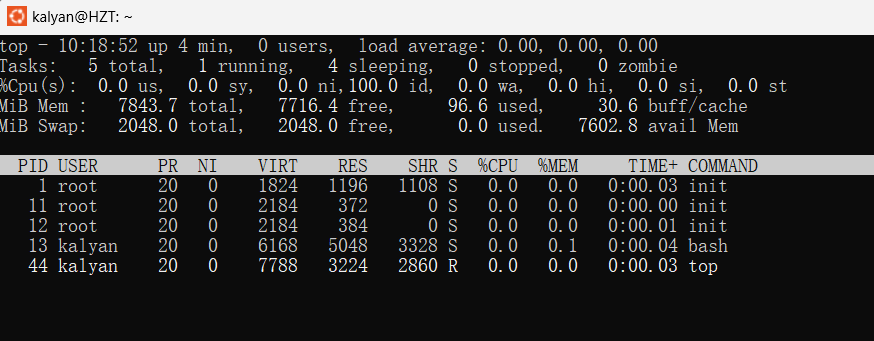 kalyan@HZT: ~
top - 10:18:52 up 4 min,  0 users,  load average: 0.00, 0.00, 0.00
Tasks:   5 total,   1 running,   4 sleeping,   0 stopped,   0 zombie
%Cpu(s):  0.0 us,  0.0 sy,  0.0 ni,100.0 id,  0.0 wa,  0.0 hi,  0.0 si,  0.0 st
MiB Mem :   7843.7 total,   7716.4 free,     96.6 used,     30.6 buff/cache
MiB Swap:   2048.0 total,   2048.0 free,      0.0 used.   7602.8 avail Mem
  PID USER      PR  NI    VIRT    RES    SHR S  %CPU  %MEM     TIME+ COMMAND
    1 root      20   0    1824   1196   1108 S   0.0   0.0   0:00.03 init
   11 root      20   0    2184    372      0 S   0.0   0.0   0:00.00 init
   12 root      20   0    2184    384      0 S   0.0   0.0   0:00.01 init
   13 kalyan    20   0    6168   5048   3328 S   0.0   0.1   0:00.04 bash
   44 kalyan    20   0    7788   3224   2860 R   0.0   0.0   0:00.03 top